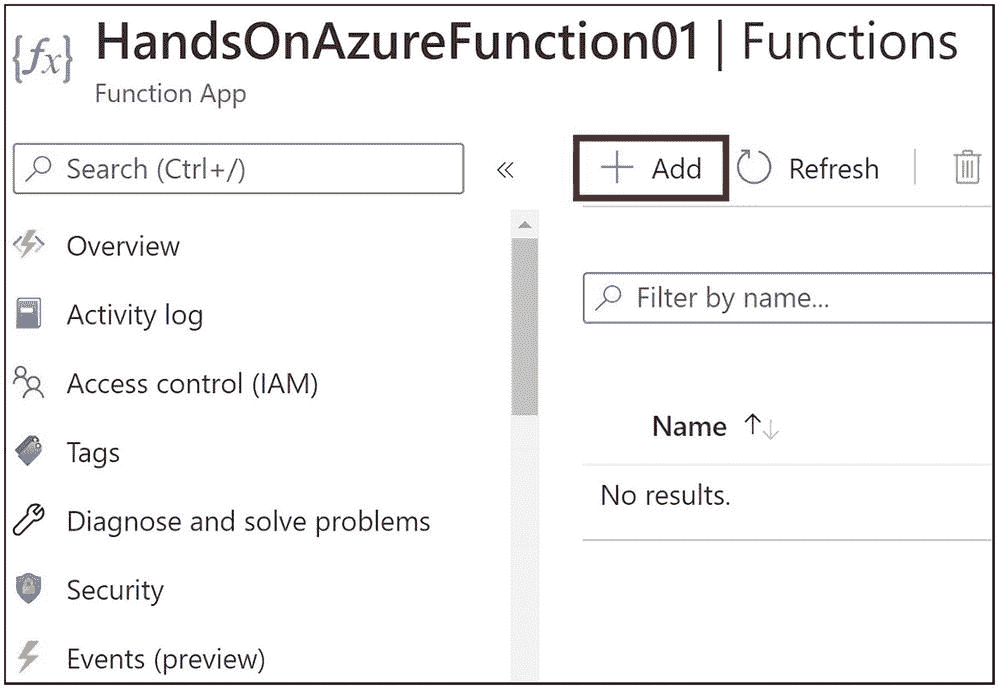 {fx} HandsOnAzureFunction01 | Functions
Function App
Search (Ctrl+/)
«
+ Add
Refresh
Overview
Activity log
Access control (IAM)
Tags
Diagnose and solve problems
Security
Events (preview)
Filter by name...
Name ↑↓
No results.